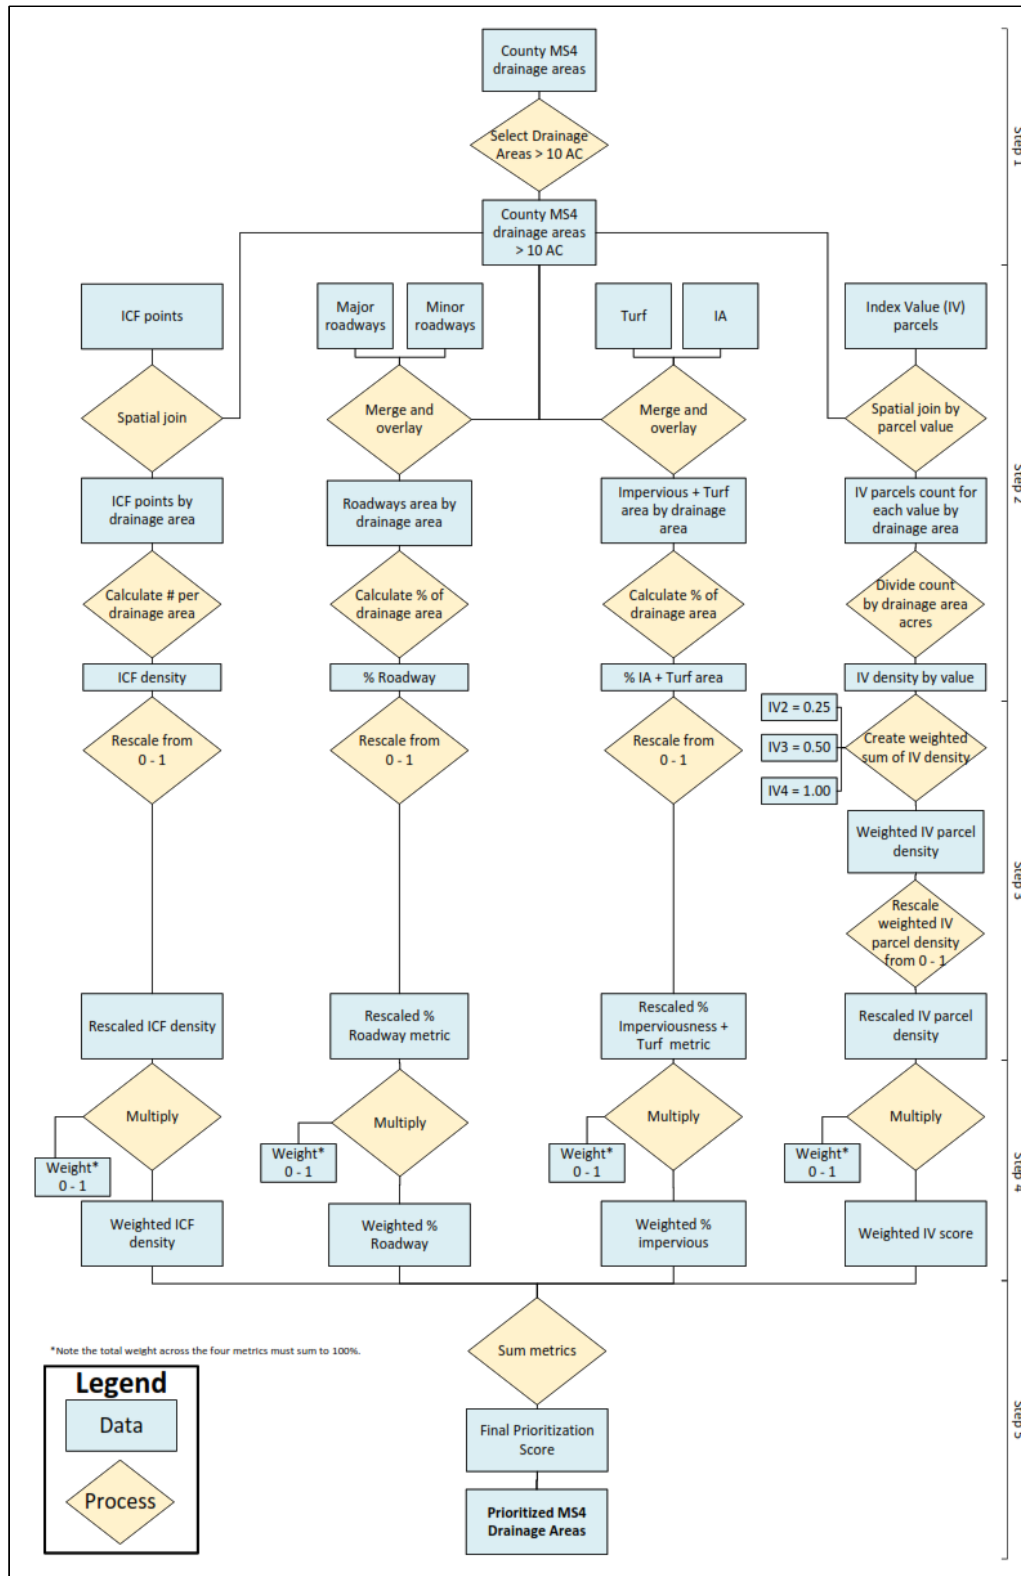 County MS4
drainage areas
Select Drainage
Areas > 10 AC
Step 1
County MS4
drainage areas
> 10 AC
ICF points
Major
roadways
Minor
roadways
Turf
IA
Index Value (IV)
parcels
Spatial join
Merge and
overlay
Merge and
overlay
Spatial join by
parcel value
Step 2
ICF points by
drainage area
Roadways area by
drainage area
Impervious + Turf
area by drainage
area
IV parcels count for
each value by
drainage area
Calculate # per
drainage area
Calculate % of
drainage area
Calculate % of
drainage area
Divide count
by drainage area
acres
ICF density
% Roadway
% IA + Turf area
IV density by value
Rescale from
0 - 1
Rescale from
0 - 1
Rescale from
0 - 1
IV2 = 0.25
IV3 = 0.50
IV4 = 1.00
Create weighted
sum of IV density
Weighted IV parcel
density
Step 3
Rescale
weighted IV
parcel density
from 0 - 1
Rescaled ICF density
Rescaled %
Roadway metric
Rescaled %
Imperviousness +
Turf metric
Rescaled IV parcel
density
Multiply
Multiply
Multiply
Multiply
Weight*
0 - 1
Weight*
0 - 1
Weight*
0 - 1
Weight*
0 - 1
Step 4
Weighted ICF
density
Weighted %
Roadway
Weighted %
impervious
Weighted IV score
Sum metrics
*Note the total weight across the four metrics must sum to 100%.
Legend
Data
Process
Final Prioritization
Score
Step 5
Prioritized MS4
Drainage Areas